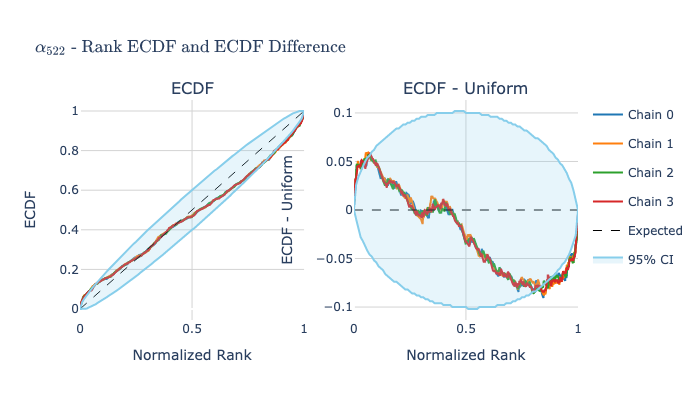 α522 - Rank ECDF and ECDF Difference
ECDF
ECDF - Uniform
1
0.8
0.6
0.4
0.2
0
ECDF
0
0.5
1
Normalized Rank
0.1
0.05
0
−0.05
−0.1
ECDF - Uniform
0
0.5
1
Normalized Rank
Chain 0
Chain 1
Chain 2
Chain 3
Expected
95% CI